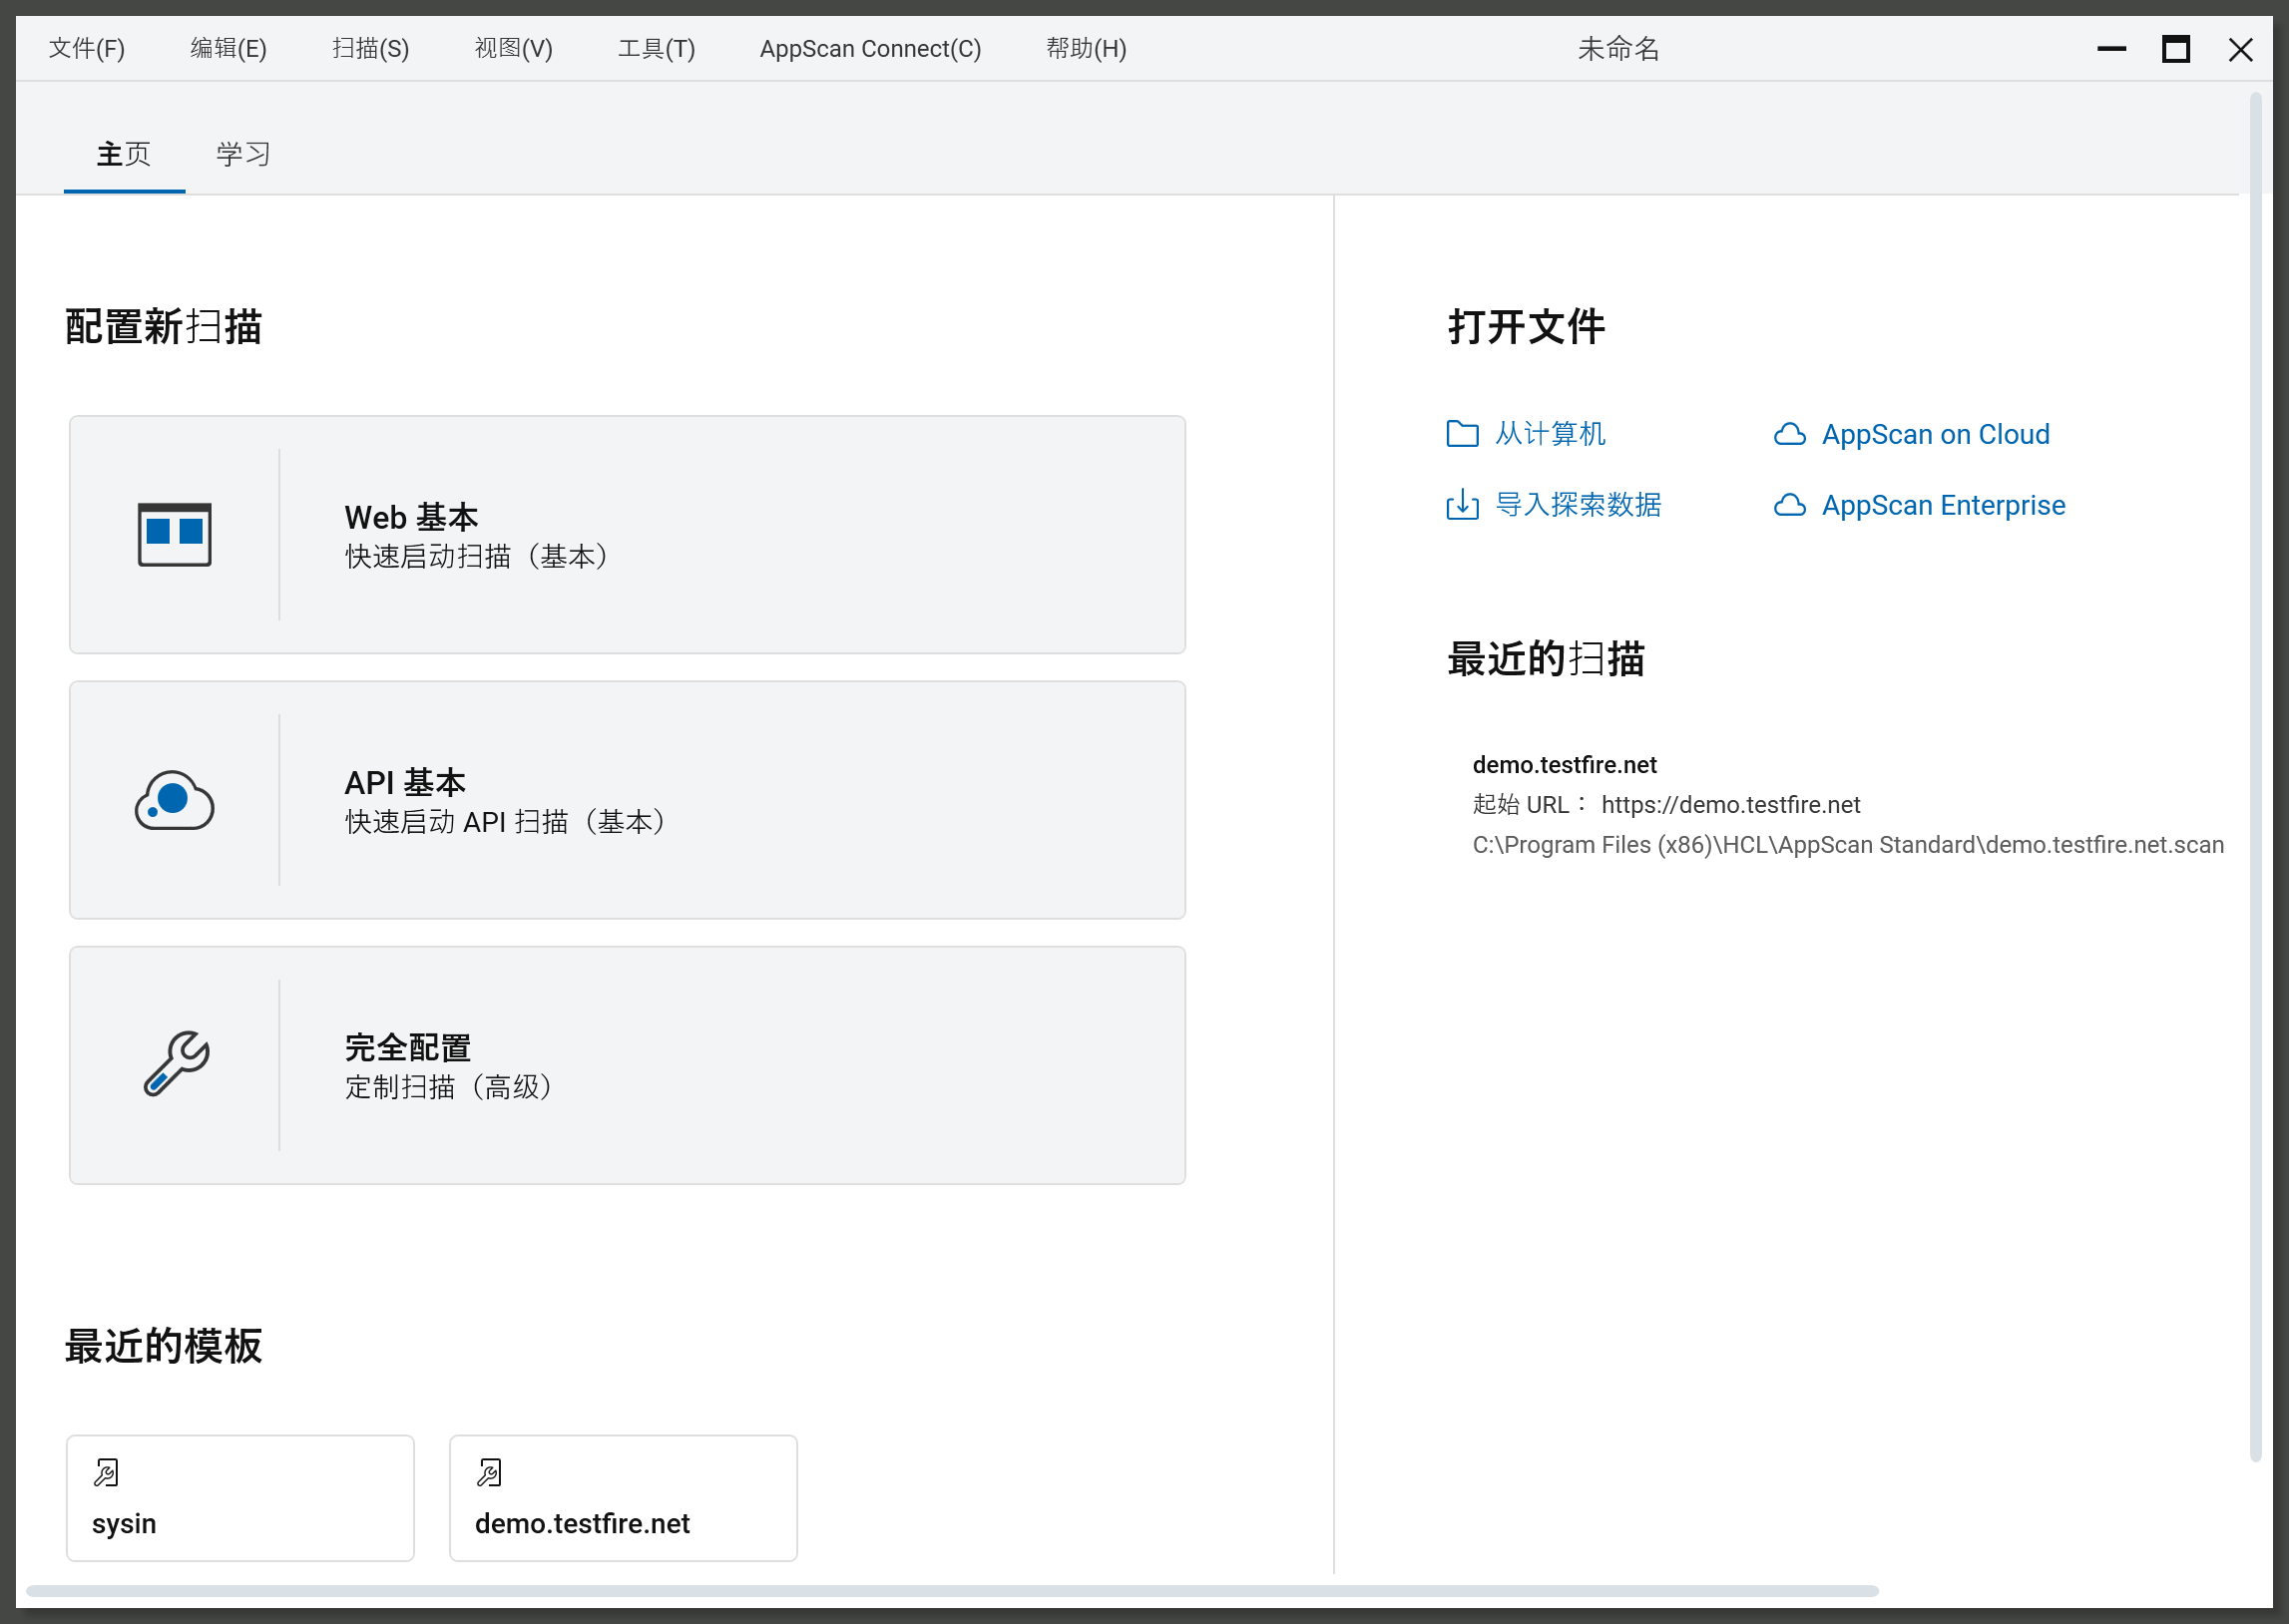 文件(F) 编辑(E) 扫描(S) 视图(V) 工具(T) AppScan Connect(C) 帮助(H) 未命名
主页 学习
配置新扫描
Web 基本
快速启动扫描（基本）
API 基本
快速启动 API 扫描（基本）
完全配置
定制扫描（高级）
最近的模板
sysin
demo.testfire.net
打开文件
从计算机 AppScan on Cloud
导入探索数据 AppScan Enterprise
最近的扫描
demo.testfire.net
起始 URL： https://demo.testfire.net
C:\Program Files (x86)\HCL\AppScan Standard\demo.testfire.net.scan